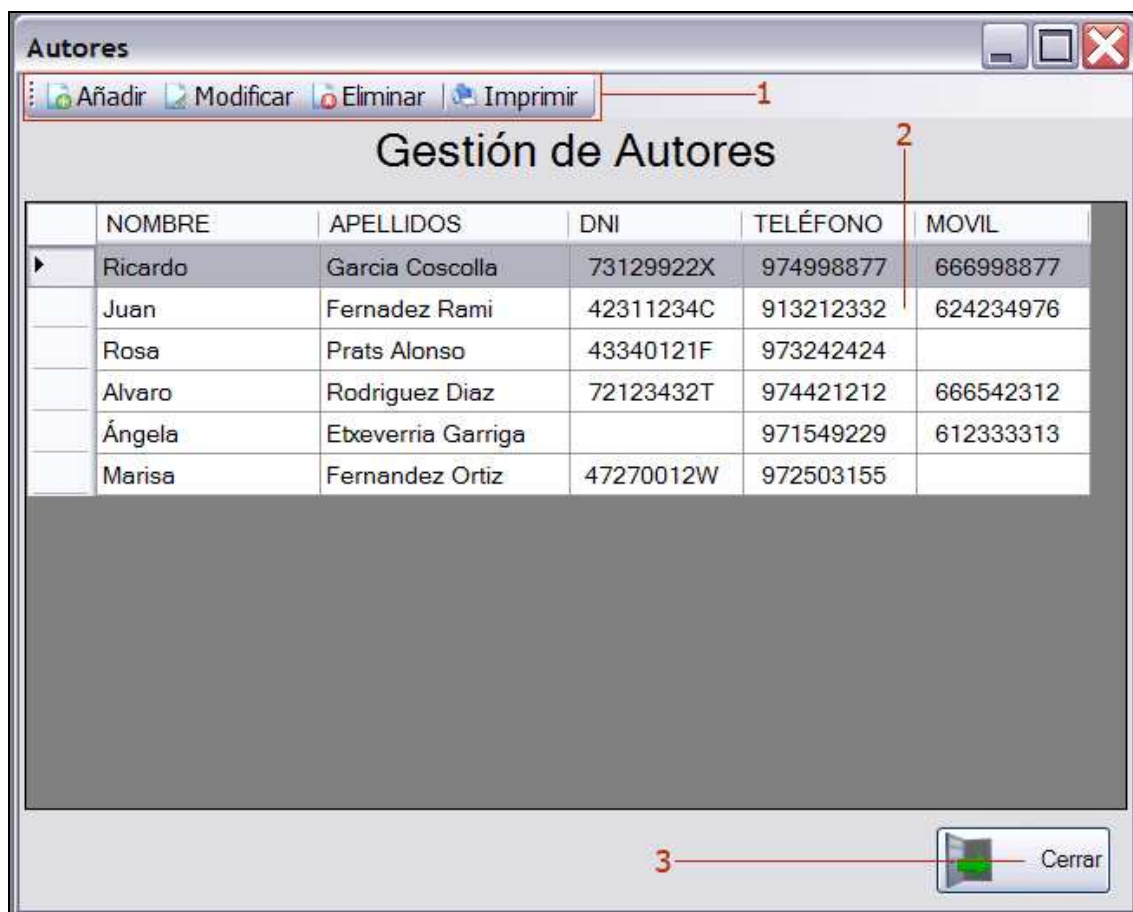 Autores
Añadir Modificar Eliminar Imprimir 1
Gestión de Autores 2
NOMBRE APELLIDOS DNI TELÉFONO MOVIL
Ricardo Garcia Coscolla 73129922X 974998877 666998877
Juan Fernadez Rami 42311234C 913212332 624234976
Rosa Prats Alonso 43340121F 973242424
Alvaro Rodriguez Diaz 72123432T 974421212 666542312
Ángela Etxeverria Garriga 971549229 612333313
Marisa Fernandez Ortiz 47270012W 972503155
3 Cerrar